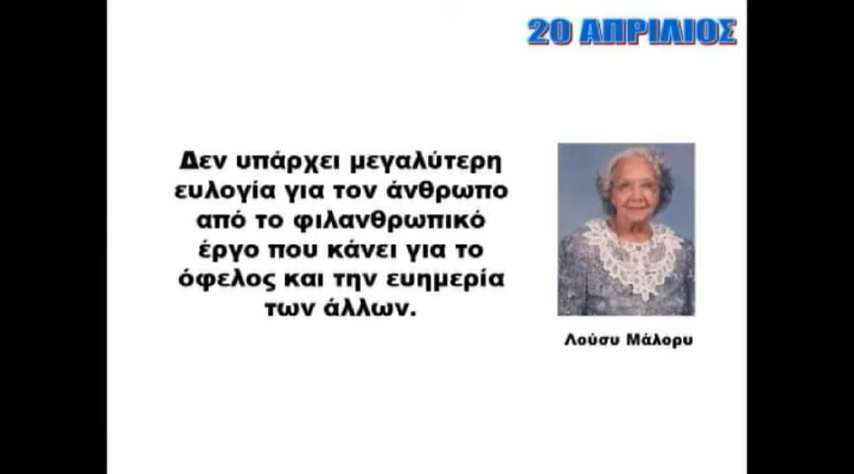 20 ΑΠΡΙΛΙΟΣ
Δεν υπάρχει μεγαλύτερη
ευλογία για τον άνθρωπο
από το φιλανθρωπικό
έργο που κάνει για το
όφελος και την ευημερία
των άλλων.
Λούσυ Μάλορυ